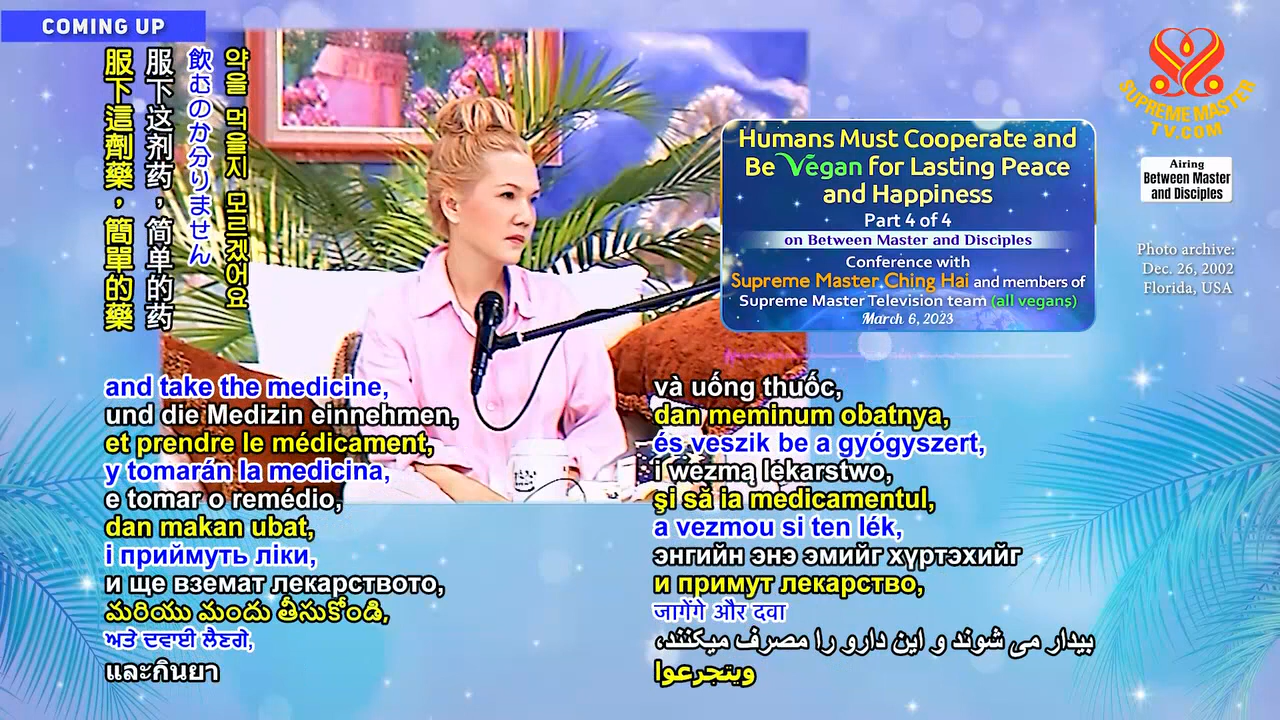 COMING UP
약을 먹을지 모르겠어요
飲むのか分りません
服下这剂药，简单的药
服下這劑藥，簡單的藥
SUPREME MASTER
TV.COM
Humans Must Cooperate and
Be Vegan for Lasting Peace
and Happiness
Part 4 of 4
on Between Master and Disciples
Conference with
Supreme Master Ching Hai and members of
Supreme Master Television team (all vegans)
March 6, 2023
Airing
Between Master
and Disciples
Photo archive:
Dec. 26, 2002
Florida, USA
and take the medicine,
und die Medizin einnehmen,
et prendre le médicament,
y tomarán la medicina,
e tomar o remédio,
dan makan ubat,
і приймуть ліки,
и ще вземат лекарството,
మరియు మందు తీసుకోండి,
ਅਤੇ ਦਵਾਈ ਲੈਣਗੇ,
และกินยา
và uống thuốc,
dan meminum obatnya,
és veszik be a gyógyszert,
i wezmą lekarstwo,
şi să ia medicamentul,
a vezmou si ten lék,
энгийн энэ эмийг хүртэхийг
и примут лекарство,
जागेंगे और दवा
بیدار می شوند و این دارو را مصرف میکنند،
ويتجرعوا